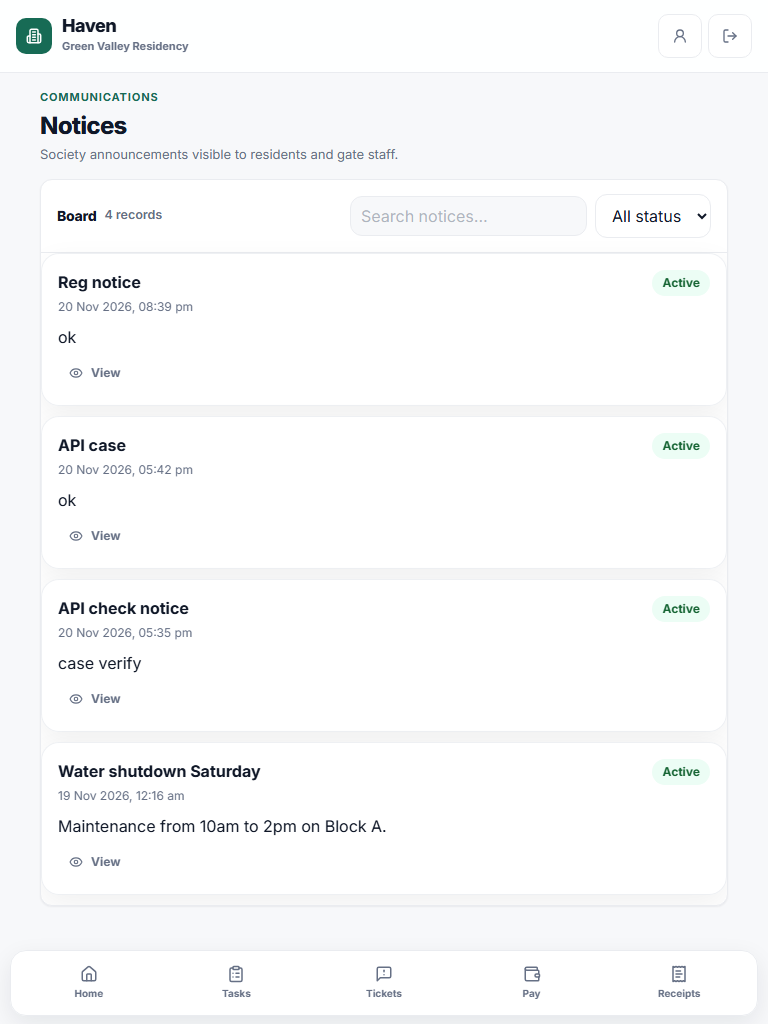 Haven
Green Valley Residency
COMMUNICATIONS
Notices
Society announcements visible to residents and gate staff.
Board 4 records Search notices... All status
Reg notice Active
20 Nov 2026, 08:39 pm
ok
View
API case Active
20 Nov 2026, 05:42 pm
ok
View
API check notice Active
20 Nov 2026, 05:35 pm
case verify
View
Water shutdown Saturday Active
19 Nov 2026, 12:16 am
Maintenance from 10am to 2pm on Block A.
View
Home Tasks Tickets Pay Receipts